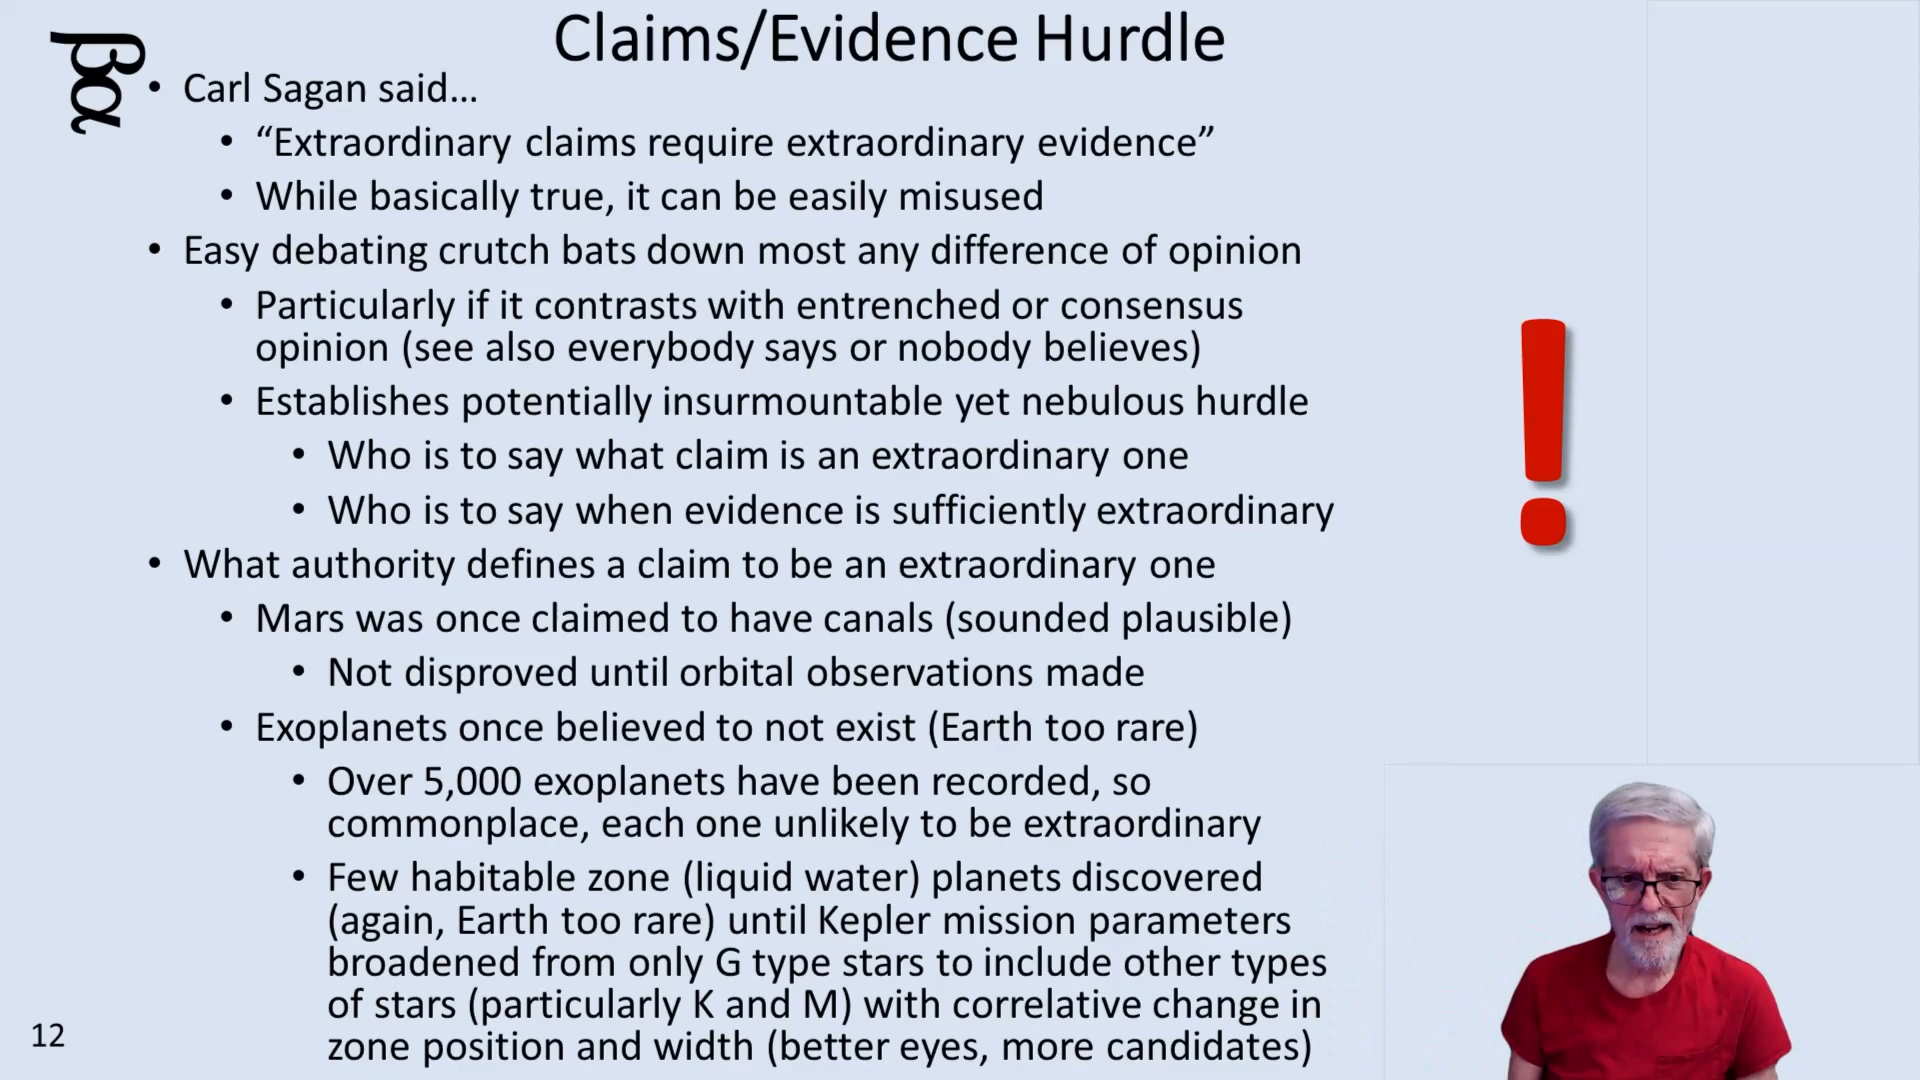 Claims/Evidence Hurdle
βα
• Carl Sagan said…
• “Extraordinary claims require extraordinary evidence”
• While basically true, it can be easily misused
• Easy debating crutch bats down most any difference of opinion
• Particularly if it contrasts with entrenched or consensus
opinion (see also everybody says or nobody believes)
• Establishes potentially insurmountable yet nebulous hurdle
• Who is to say what claim is an extraordinary one
• Who is to say when evidence is sufficiently extraordinary
• What authority defines a claim to be an extraordinary one
• Mars was once claimed to have canals (sounded plausible)
• Not disproved until orbital observations made
• Exoplanets once believed to not exist (Earth too rare)
• Over 5,000 exoplanets have been recorded, so
commonplace, each one unlikely to be extraordinary
• Few habitable zone (liquid water) planets discovered
(again, Earth too rare) until Kepler mission parameters
broadened from only G type stars to include other types
of stars (particularly K and M) with correlative change in
zone position and width (better eyes, more candidates)
!
12